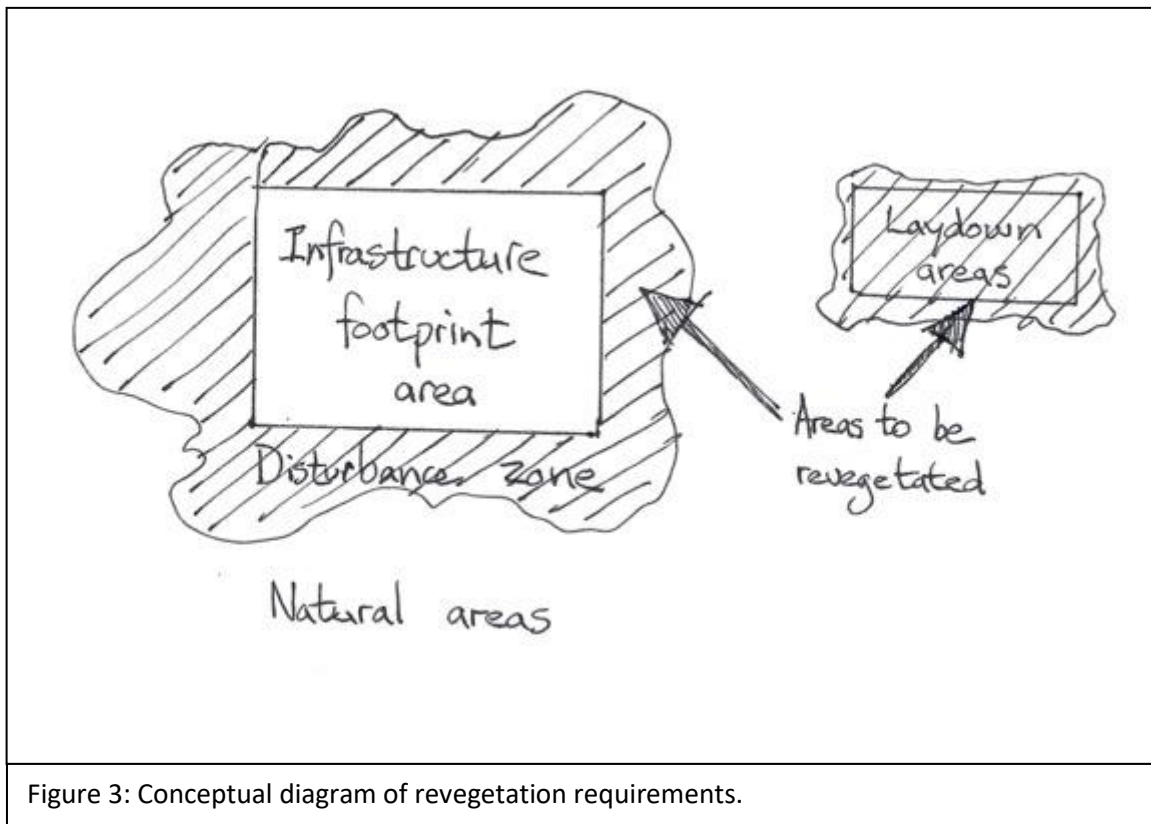 Infrastructure
footprint
area
Disturbance zone
Natural areas
Laydown
areas
Areas to be
revegetated
Figure 3: Conceptual diagram of revegetation requirements.